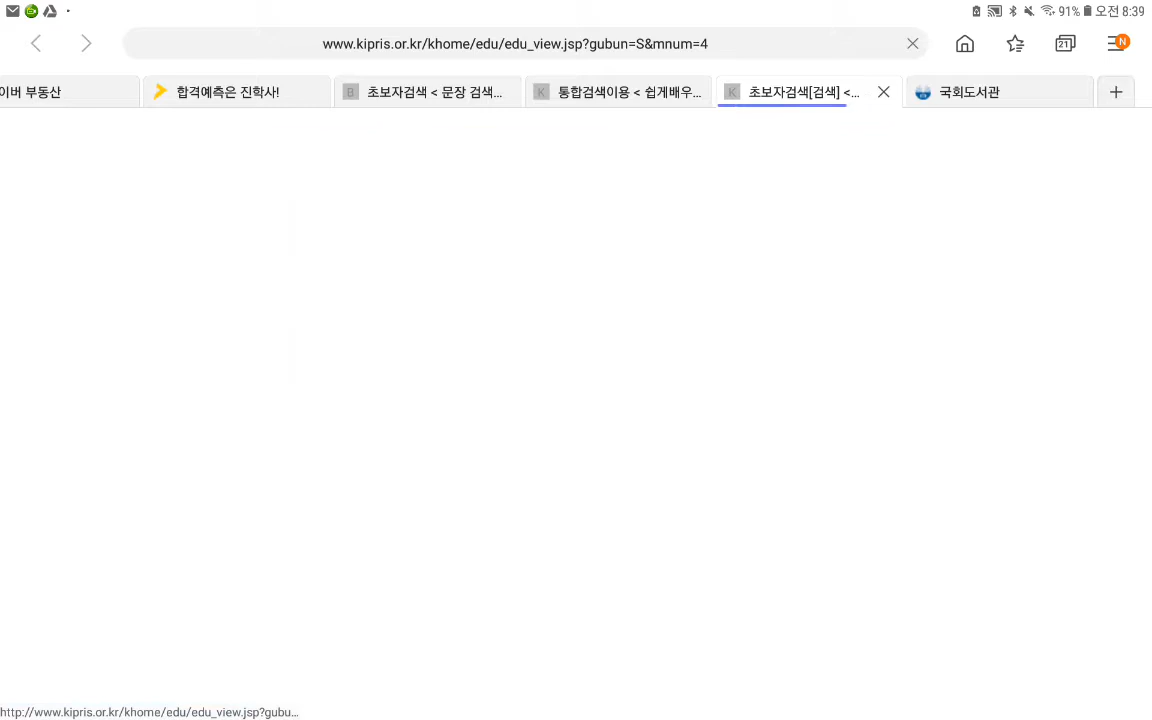 91% 오전 8:39
www.kipris.or.kr/khome/edu/edu_view.jsp?gubun=S&mnum=4
21
N
이버 부동산
합격예측은 진학사!
B 초보자검색 < 문장 검색...
K 통합검색이용 < 쉽게배우...
K 초보자검색[검색] <...
국회도서관
http://www.kipris.or.kr/khome/edu/edu_view.jsp?gubu...